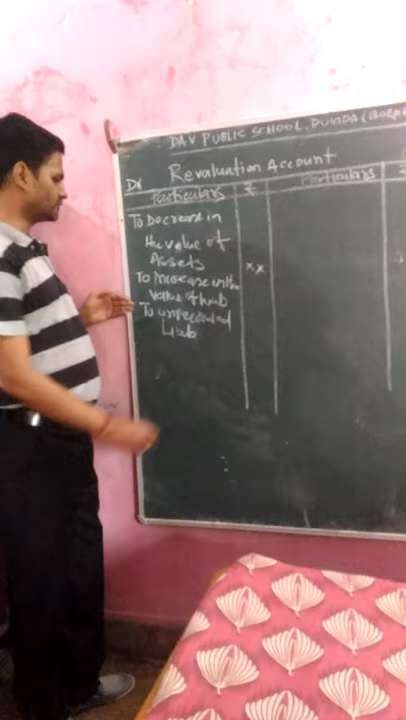 DAV PUBLIC SCHOOL, DUMDA
Revaluation Account
Dr
Particulars ₹ Particulars ₹
To Decrease in
the value of
Assets xx
To Increase in the
value of Liab
To unrecorded
Liab